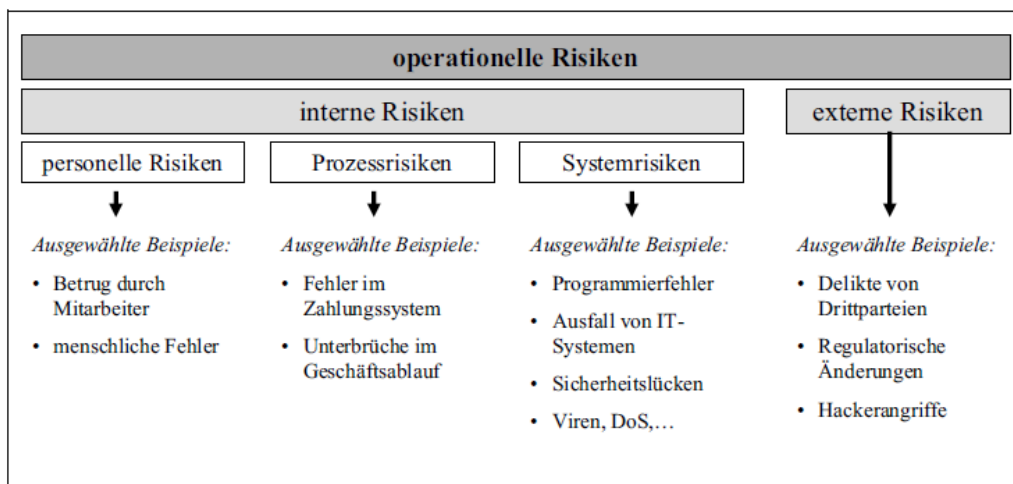 operationelle Risiken
interne Risiken
externe Risiken
personelle Risiken
Prozessrisiken
Systemrisiken
Ausgewählte Beispiele:
• Betrug durch
Mitarbeiter
• menschliche Fehler
Ausgewählte Beispiele:
• Fehler im
Zahlungssystem
• Unterbrüche im
Geschäftsablauf
Ausgewählte Beispiele:
• Programmierfehler
• Ausfall von IT-
Systemen
• Sicherheitslücken
• Viren, DoS,…
Ausgewählte Beispiele:
• Delikte von
Drittparteien
• Regulatorische
Änderungen
• Hackerangriffe